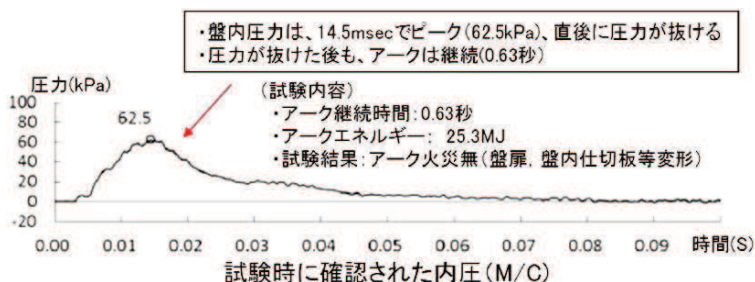 ・盤内圧力は、14.5msecでピーク(62.5kPa)、直後に圧力が抜ける
・圧力が抜けた後も、アークは継続(0.63秒)
圧力(kPa)
(試験内容)
・アーク継続時間:0.63秒
・アークエネルギー: 25.3MJ
・試験結果:アーク火災無(盤扉, 盤内仕切板等変形)
62.5
100
80
60
40
20
0
-20
0.00 0.01 0.02 0.03 0.04 0.05 0.06 0.07 0.08 0.09 時間(S)
試験時に確認された内圧(M/C)